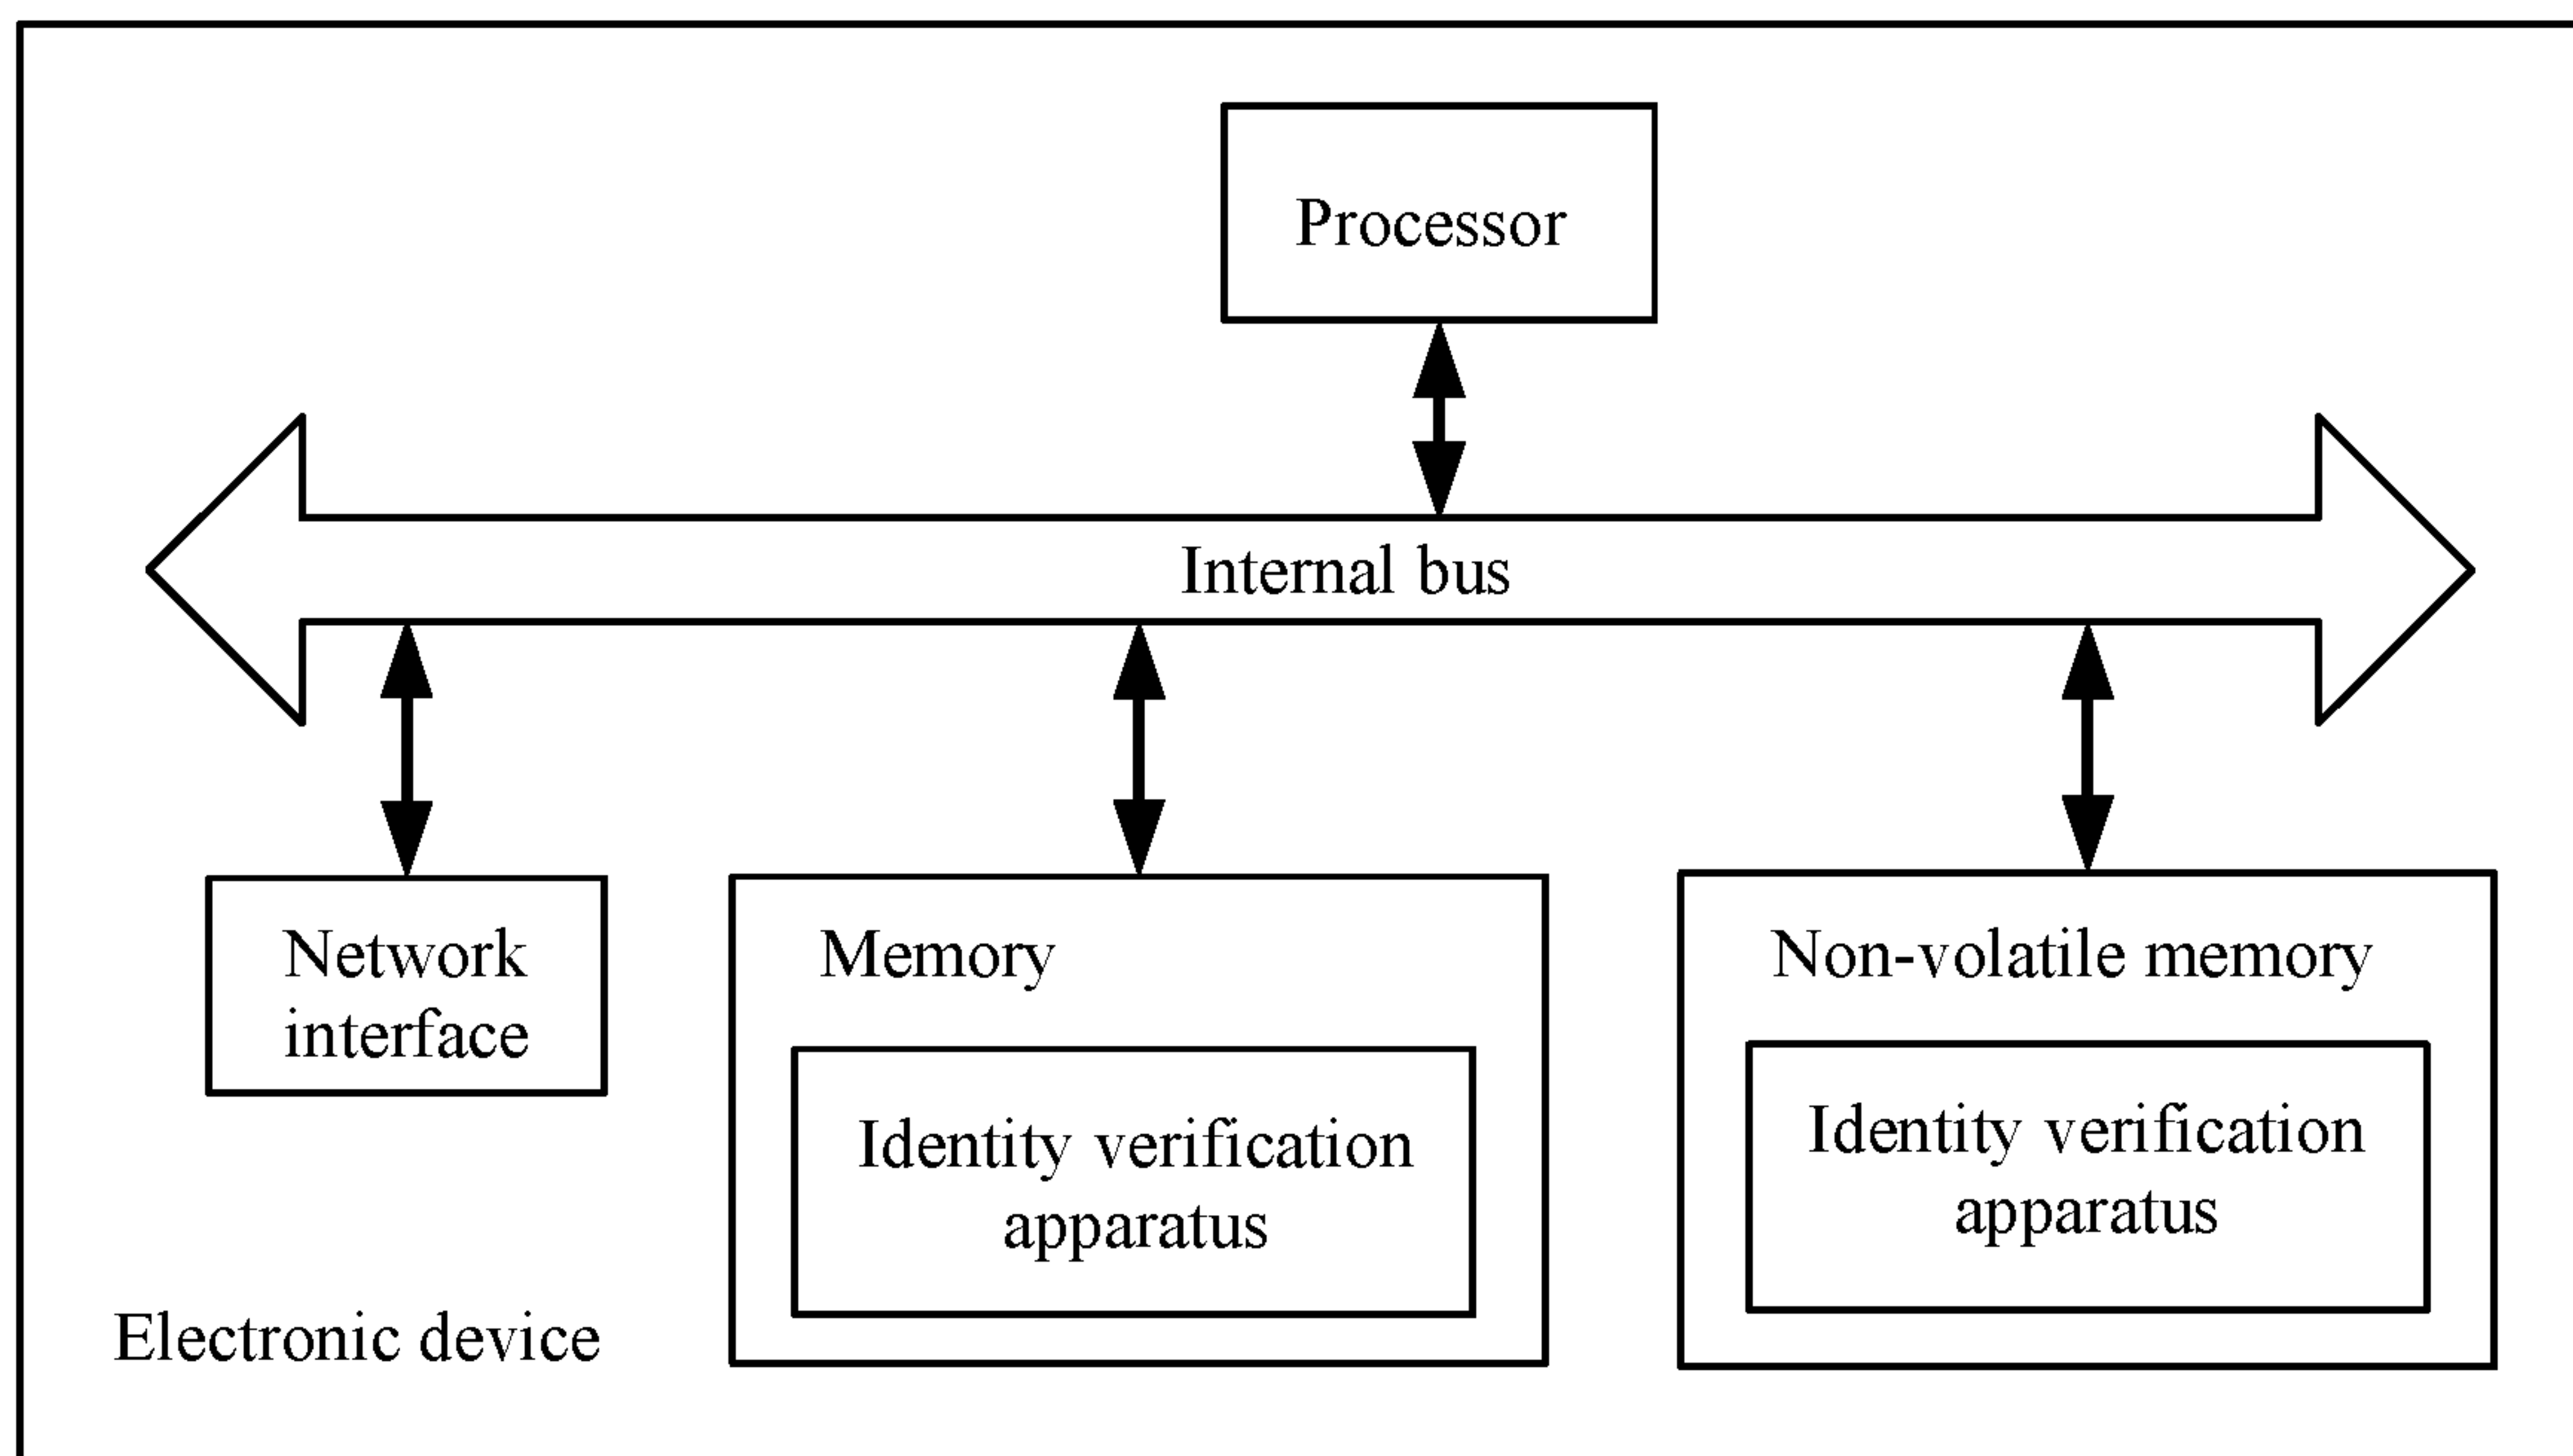 Processor
Internal bus
Network
interface
Memory
Identity verification
apparatus
Non-volatile memory
Identity verification
apparatus
Electronic device